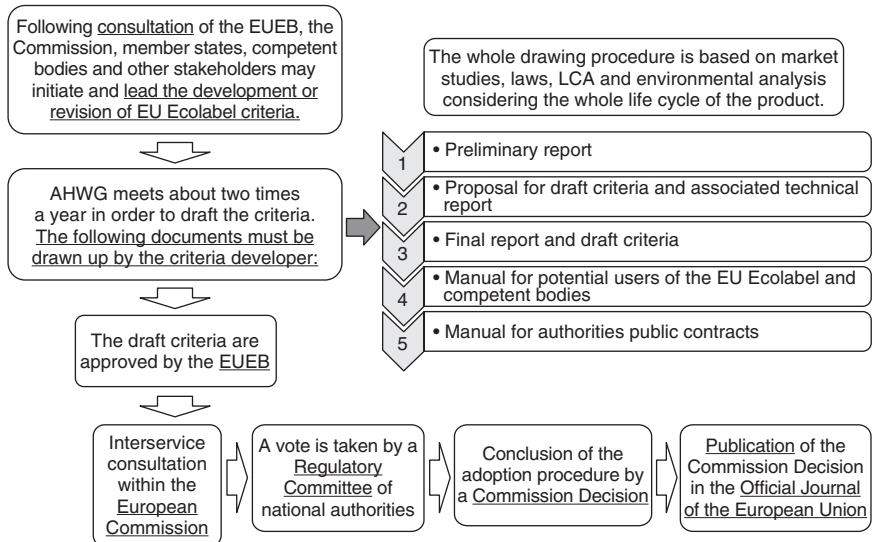 Following consultation of the EUEB, the
Commission, member states, competent
bodies and other stakeholders may
initiate and lead the development or
revision of EU Ecolabel criteria.
The whole drawing procedure is based on market
studies, laws, LCA and environmental analysis
considering the whole life cycle of the product.
AHWG meets about two times
a year in order to draft the criteria.
The following documents must be
drawn up by the criteria developer:
1
• Preliminary report
2
• Proposal for draft criteria and associated technical
report
3
• Final report and draft criteria
4
• Manual for potential users of the EU Ecolabel and
competent bodies
5
• Manual for authorities public contracts
The draft criteria are
approved by the EUEB
Interservice
consultation
within the
European
Commission
A vote is taken by a
Regulatory
Committee of
national authorities
Conclusion of the
adoption procedure by
a Commission Decision
Publication of the
Commission Decision
in the Official Journal
of the European Union